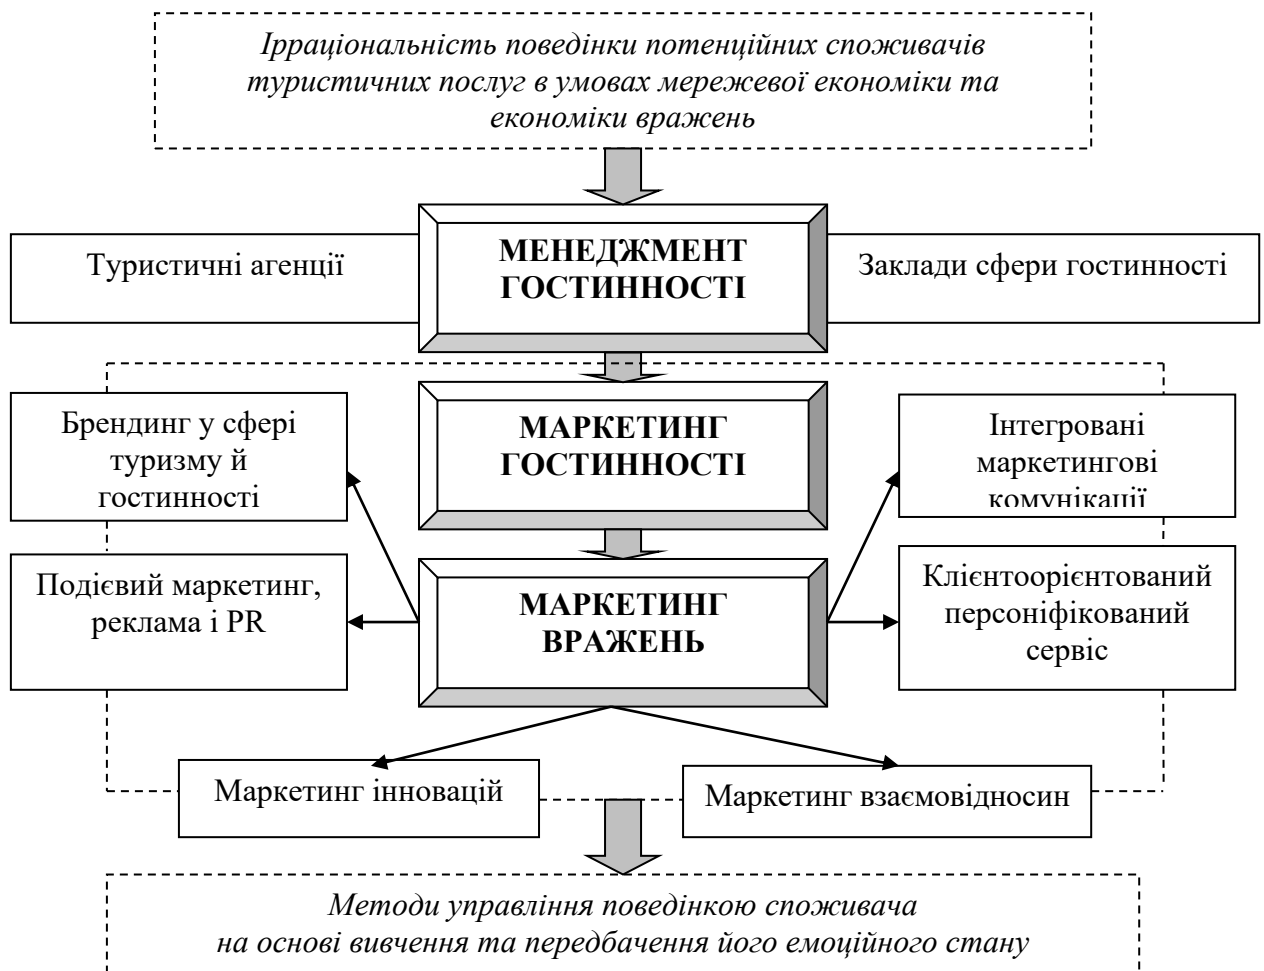 Ірраціональність поведінки потенційних споживачів
туристичних послуг в умовах мережевої економіки та
економіки вражень
Туристичні агенції
МЕНЕДЖМЕНТ
ГОСТИННОСТІ
Заклади сфери гостинності
Брендинг у сфері
туризму й
гостинності
МАРКЕТИНГ
ГОСТИННОСТІ
Інтегровані
маркетингові
комунікації
Подієвий маркетинг,
реклама і PR
МАРКЕТИНГ
ВРАЖЕНЬ
Клієнтоорієнтований
персоніфікований
сервіс
Маркетинг інновацій
Маркетинг взаємовідносин
Методи управління поведінкою споживача
на основі вивчення та передбачення його емоційного стану